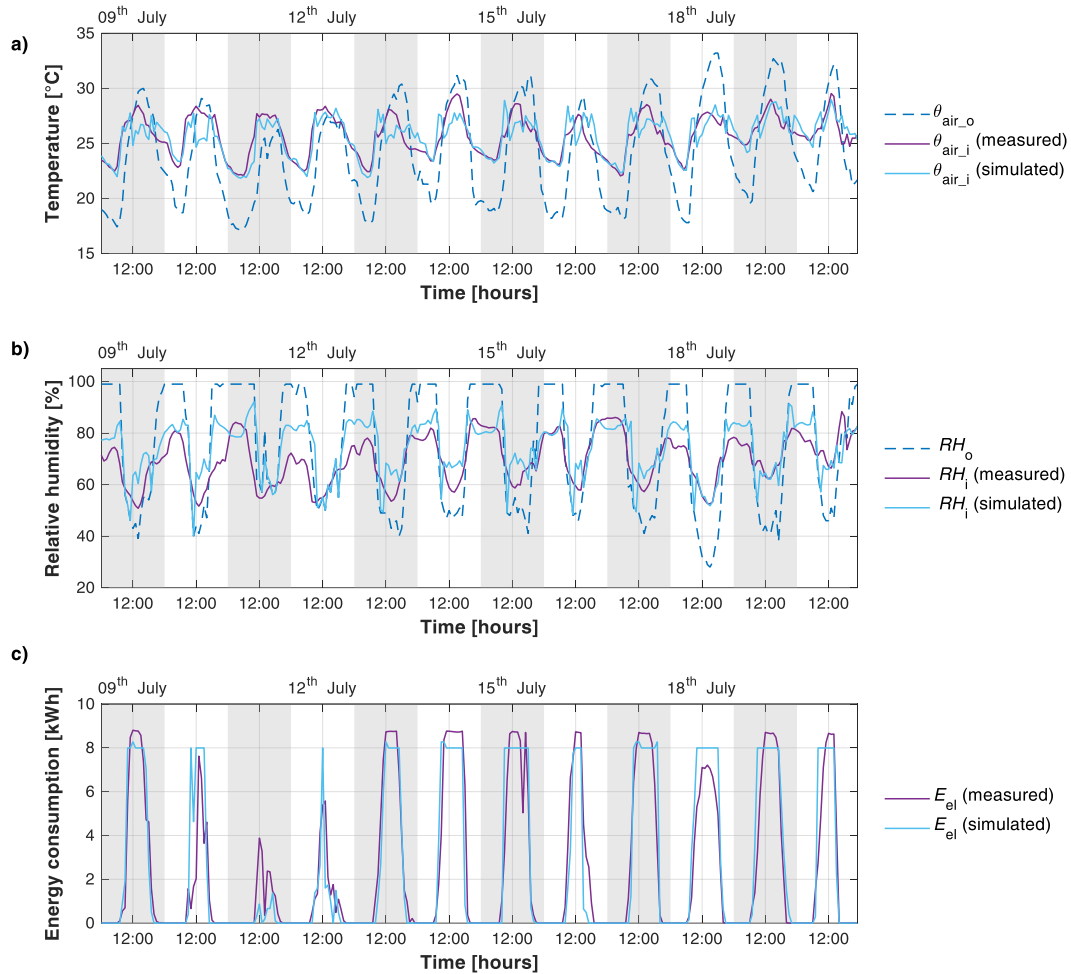 09th July 12th July 15th July 18th July
a)
35
30
25
20
15
Temperature [°C]
12:00 12:00 12:00 12:00 12:00 12:00 12:00 12:00 12:00 12:00 12:00 12:00
Time [hours]
θair_o
θair_i (measured)
θair_i (simulated)
b)
09th July 12th July 15th July 18th July
100
80
60
40
20
Relative humidity [%]
12:00 12:00 12:00 12:00 12:00 12:00 12:00 12:00 12:00 12:00 12:00 12:00
Time [hours]
RHo
RHi (measured)
RHi (simulated)
c)
09th July 12th July 15th July 18th July
10
8
6
4
2
0
Energy consumption [kWh]
12:00 12:00 12:00 12:00 12:00 12:00 12:00 12:00 12:00 12:00 12:00 12:00
Time [hours]
Eel (measured)
Eel (simulated)